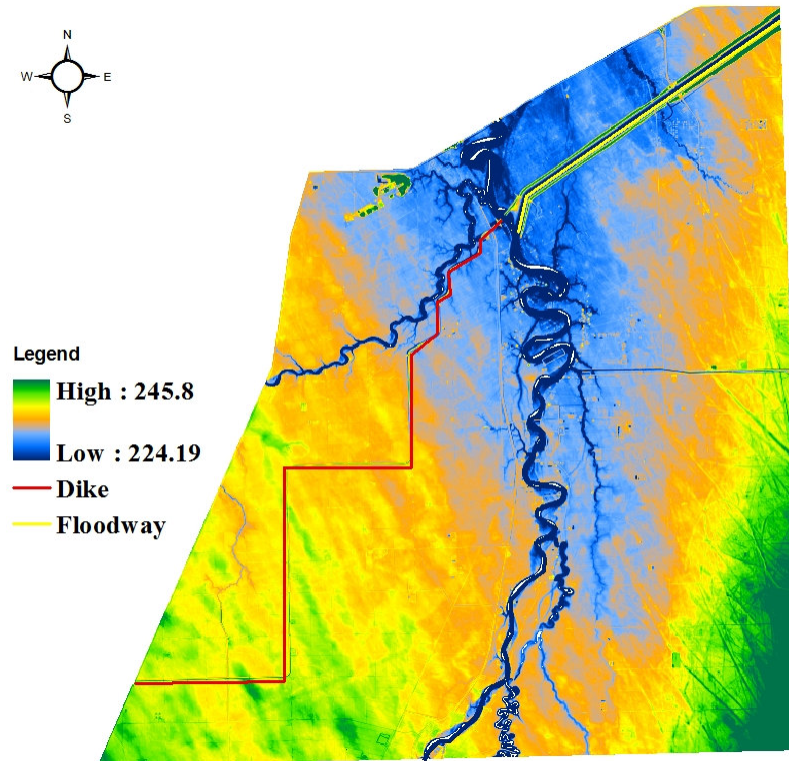 N
W E
S
Legend
High : 245.8
Low : 224.19
Dike
Floodway